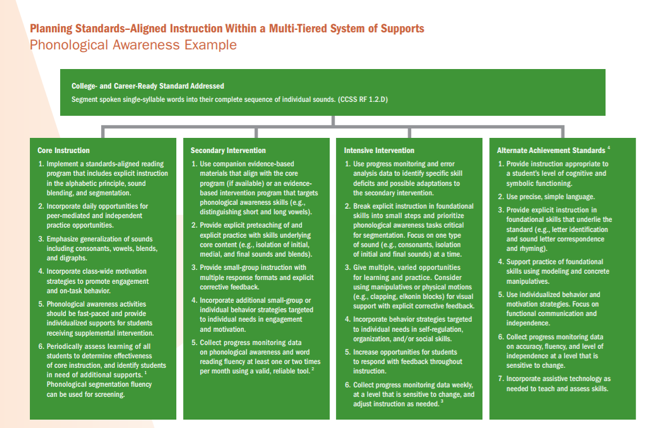 Planning Standards–Aligned Instruction Within a Multi-Tiered System of Supports
Phonological Awareness Example
College- and Career-Ready Standard Addressed
Segment spoken single-syllable words into their complete sequence of individual sounds. (CCSS RF 1.2.D)
Core Instruction
1. Implement a standards-aligned reading
program that includes explicit instruction
in the alphabetic principle, sound
blending, and segmentation.
2. Incorporate daily opportunities for
peer-mediated and independent
practice opportunities.
3. Emphasize generalization of sounds
including consonants, vowels, blends,
and digraphs.
4. Incorporate class-wide motivation
strategies to promote engagement
and on-task behavior.
5. Phonological awareness activities
should be fast-paced and provide
individualized supports for students
receiving supplemental intervention.
6. Periodically assess learning of all
students to determine effectiveness
of core instruction, and identify students
in need of additional supports. 1
Phonological segmentation fluency
can be used for screening.
Secondary Intervention
1. Use companion evidence-based
materials that align with the core
program (if available) or an evidence-
based intervention program that targets
phonological awareness skills (e.g.,
distinguishing short and long vowels).
2. Provide explicit preteaching of and
explicit practice with skills underlying
core content (e.g., isolation of initial,
medial, and final sounds and blends).
3. Provide small-group instruction with
multiple response formats and explicit
corrective feedback.
4. Incorporate additional small-group or
individual behavior strategies targeted
to individual needs in engagement
and motivation.
5. Collect progress monitoring data
on phonological awareness and word
reading fluency at least one or two times
per month using a valid, reliable tool. 2
Intensive Intervention
1. Use progress monitoring and error
analysis data to identify specific skill
deficits and possible adaptations to
the secondary intervention.
2. Break explicit instruction in foundational
skills into small steps and prioritize
phonological awareness tasks critical
for segmentation. Focus on one type
of sound (e.g., consonants, isolation
of initial and final sounds) at a time.
3. Give multiple, varied opportunities
for learning and practice. Consider
using manipulatives or physical motions
(e.g., clapping, elkonin blocks) for visual
support with explicit corrective feedback.
4. Incorporate behavior strategies targeted
to individual needs in self-regulation,
organization, and/or social skills.
5. Increase opportunities for students
to respond with feedback throughout
instruction.
6. Collect progress monitoring data weekly,
at a level that is sensitive to change, and
adjust instruction as needed. 3
Alternate Achievement Standards 4
1. Provide instruction appropriate to
a student's level of cognitive and
symbolic functioning.
2. Use precise, simple language.
3. Provide explicit instruction in
foundational skills that underlie the
standard (e.g., letter identification
and sound letter correspondence
and rhyming).
4. Support practice of foundational
skills using modeling and concrete
manipulatives.
5. Use individualized behavior and
motivation strategies. Focus on
functional communication and
independence.
6. Collect progress monitoring data
on accuracy, fluency, and level of
independence at a level that is
sensitive to change.
7. Incorporate assistive technology as
needed to teach and assess skills.